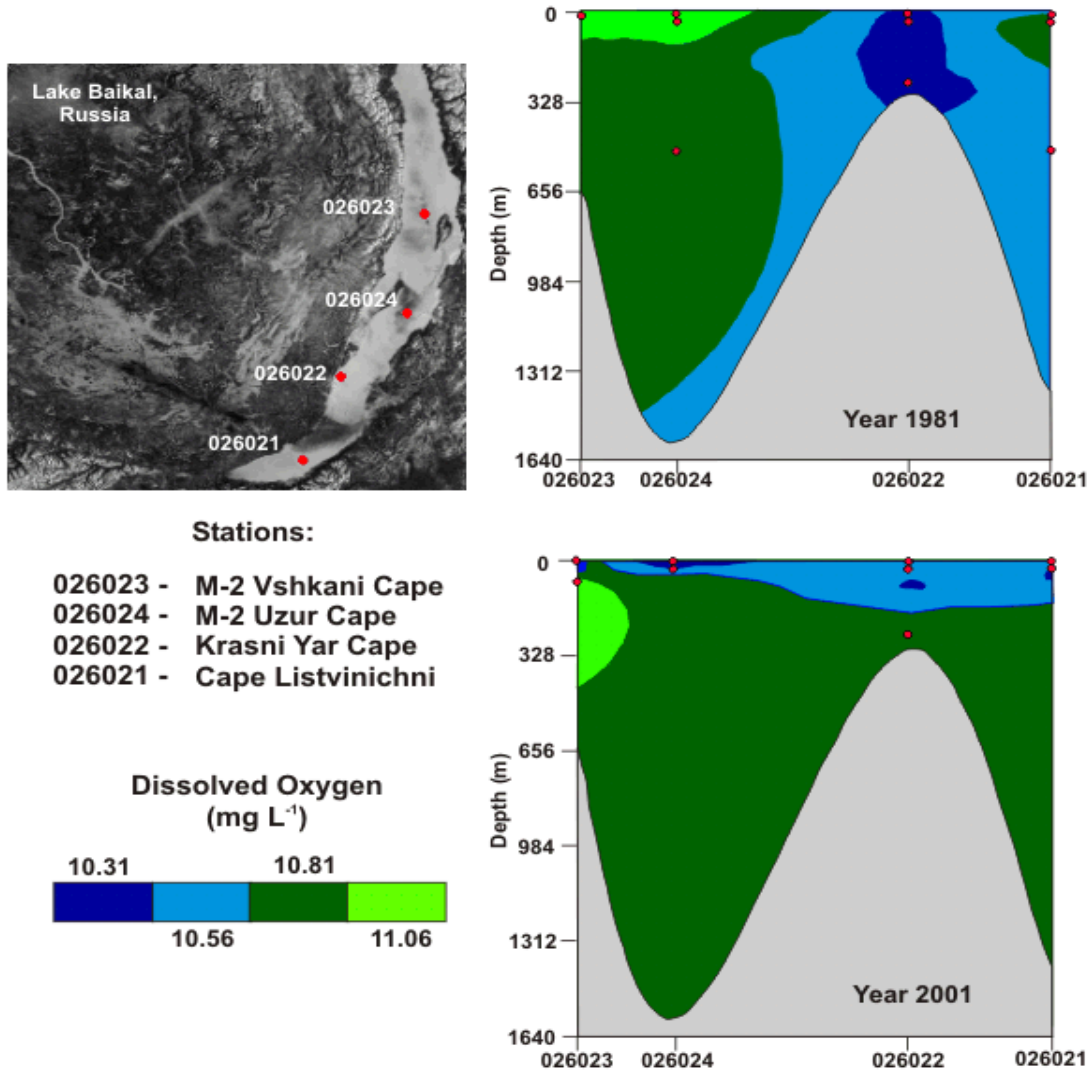 Lake Baikal,
Russia
026023
026024
026022
026021
Stations:
026023 - M-2 Vshkani Cape
026024 - M-2 Uzur Cape
026022 - Krasni Yar Cape
026021 - Cape Listvinichni
Dissolved Oxygen
(mg L⁻¹)
10.31 10.81
10.56 11.06
Depth (m)
0
328
656
984
1312
1640
Year 1981
026023 026024 026022 026021
Depth (m)
0
328
656
984
1312
1640
Year 2001
026023 026024 026022 026021